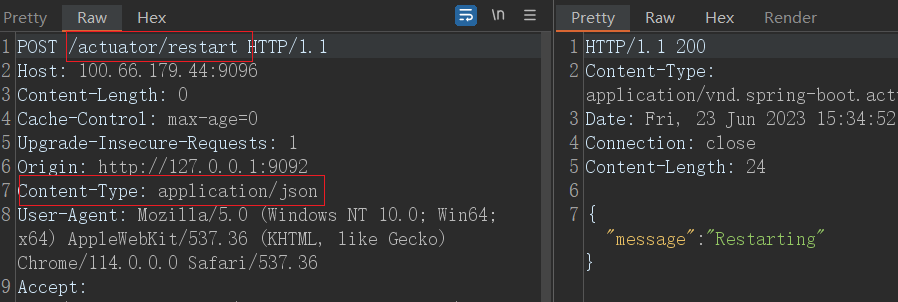 Pretty Raw Hex \n
1 POST /actuator/restart HTTP/1.1
2 Host: 100.66.179.44:9096
3 Content-Length: 0
4 Cache-Control: max-age=0
5 Upgrade-Insecure-Requests: 1
6 Origin: http://127.0.0.1:9092
7 Content-Type: application/json
8 User-Agent: Mozilla/5.0 (Windows NT 10.0; Win64;
x64) AppleWebKit/537.36 (KHTML, like Gecko)
Chrome/114.0.0.0 Safari/537.36
9 Accept:
Pretty Raw Hex Render
1 HTTP/1.1 200
2 Content-Type:
application/vnd.spring-boot.act
3 Date: Fri, 23 Jun 2023 15:34:52
4 Connection: close
5 Content-Length: 24
6
7 {
"message":"Restarting"
}